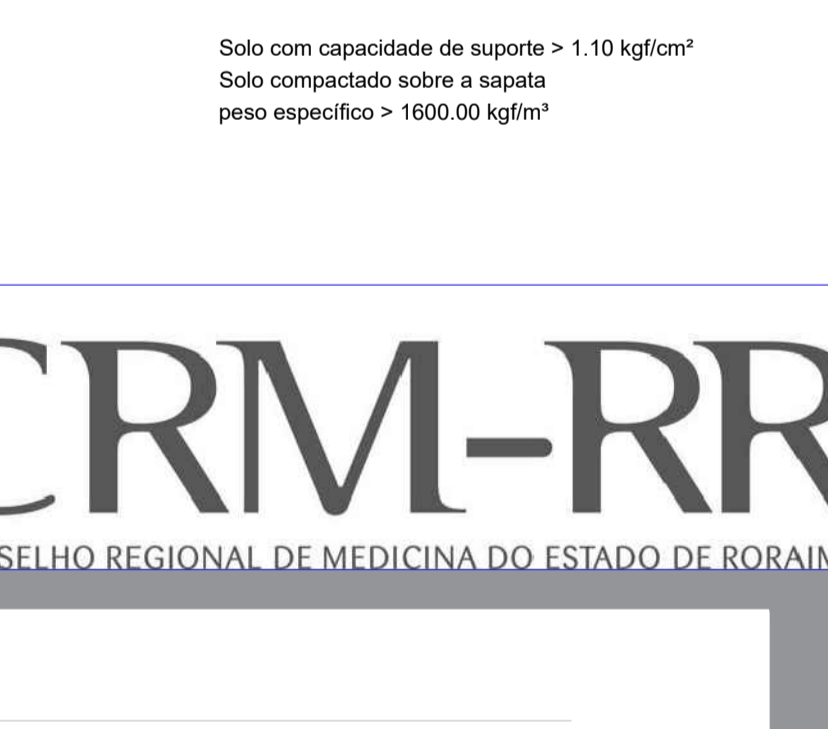 Solo com capacidade de suporte > 1.10 kgf/cm²
Solo compactado sobre a sapata
peso específico > 1600.00 kgf/m³
CRM-RR
SELHO REGIONAL DE MEDICINA DO ESTADO DE RORAIM